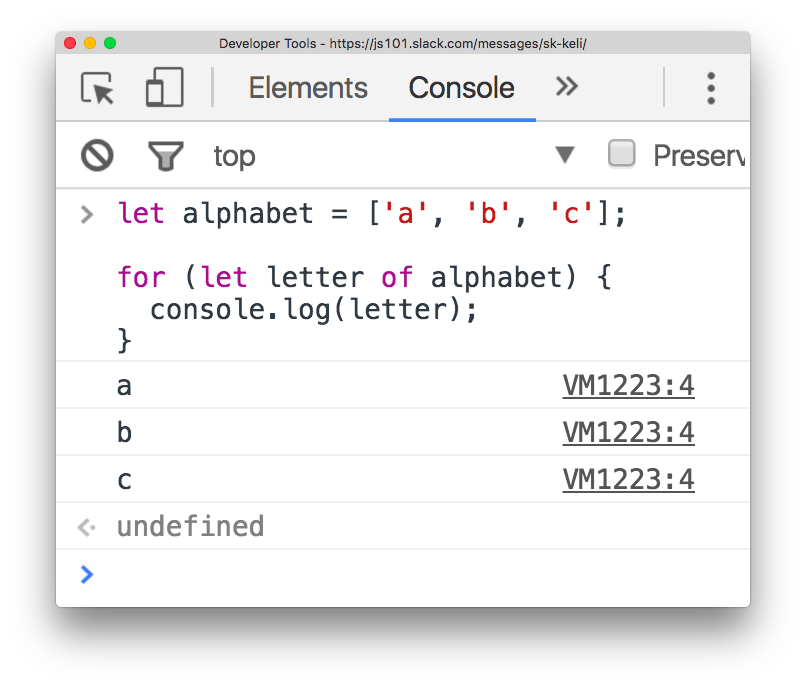 Developer Tools - https://js101.slack.com/messages/sk-keli/
Elements Console
top Preserv
let alphabet = ['a', 'b', 'c'];
for (let letter of alphabet) {
  console.log(letter);
}
a VM1223:4
b VM1223:4
c VM1223:4
undefined